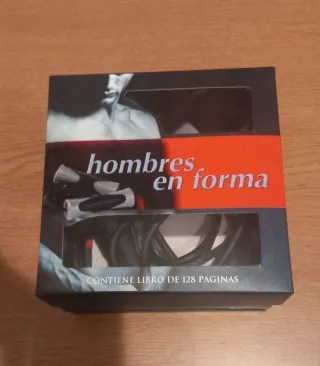 hombres
en forma
CONTIENE LIBRO DE 128 PAGINAS